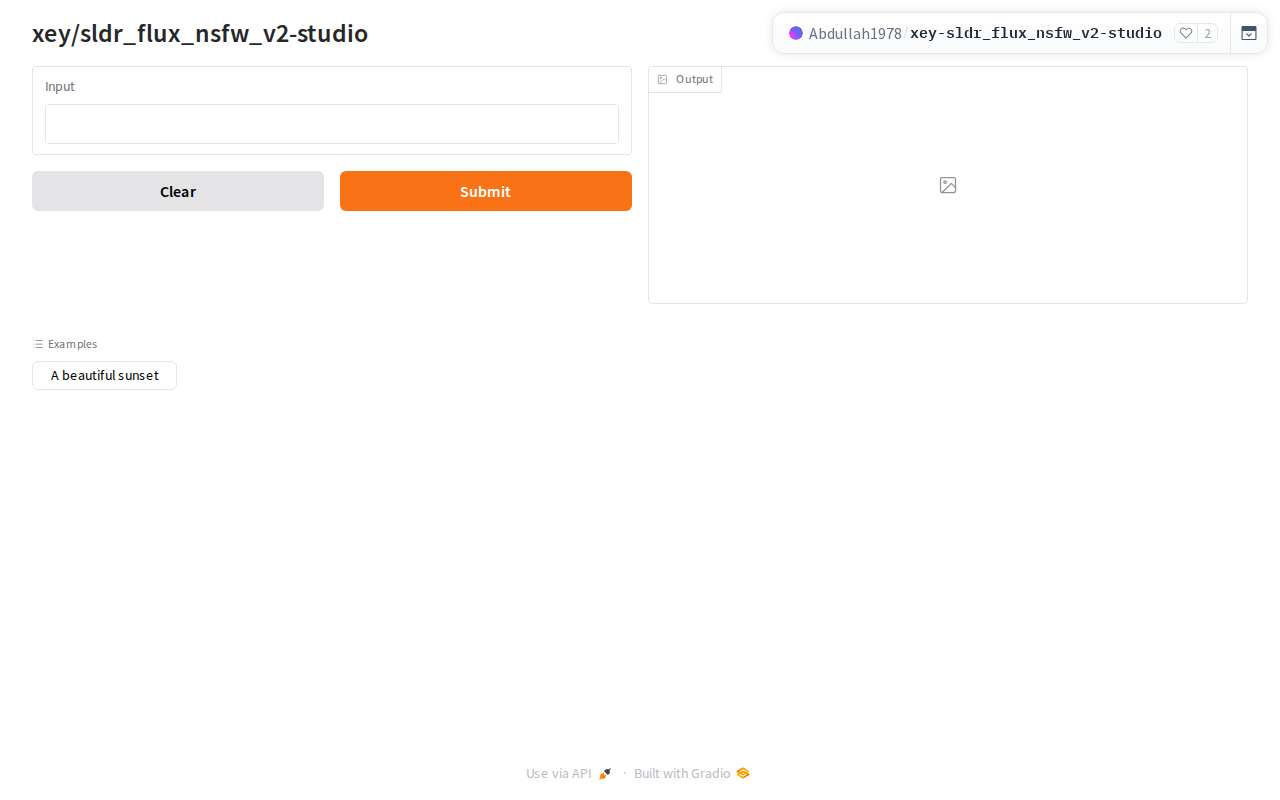 xey/sldr_flux_nsfw_v2-studio
Abdullah1978/xey-sldr_flux_nsfw_v2-studio 2
Input
Output
Clear
Submit
Examples
A beautiful sunset
Use via API · Built with Gradio